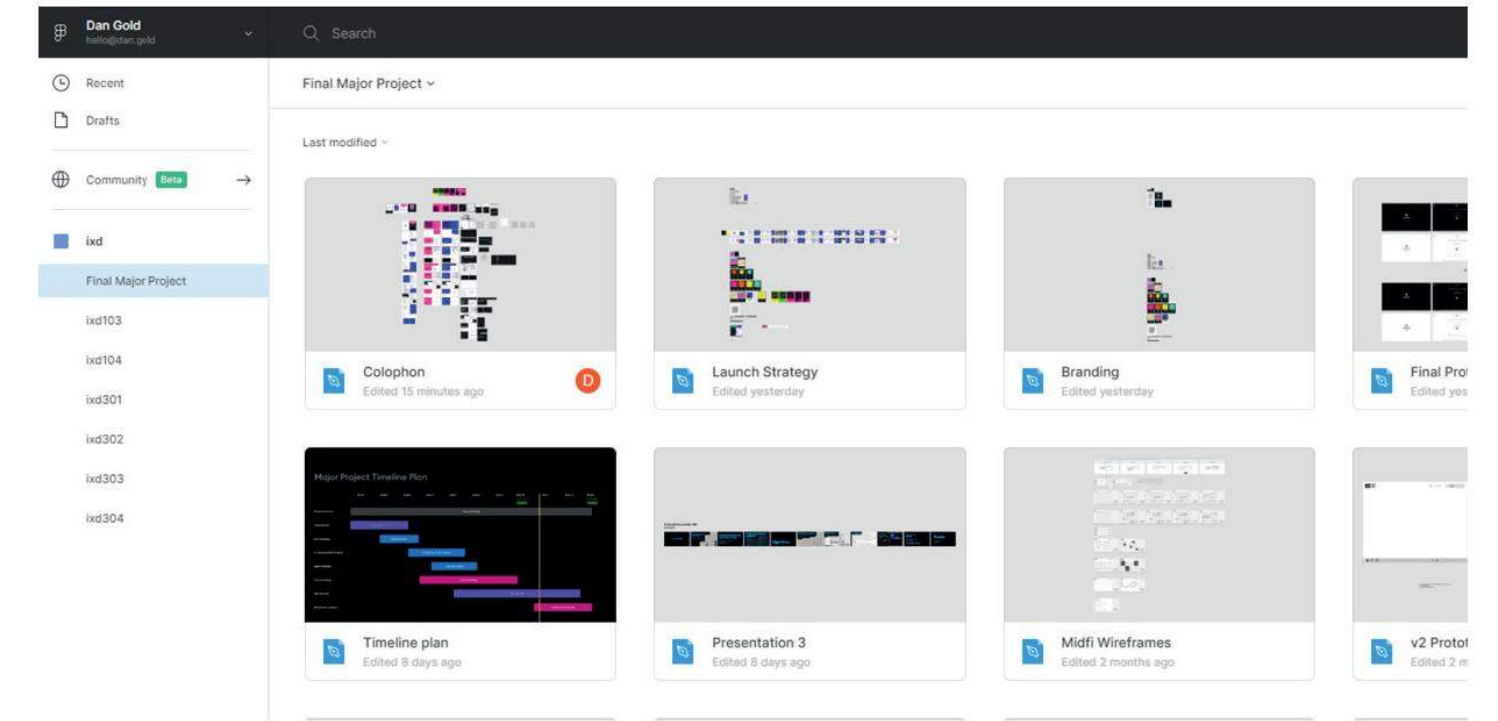 Dan Gold
hello@dan.gold
Search
Recent
Drafts
Community Beta
ixd
Final Major Project
ixd103
ixd104
ixd301
ixd302
ixd303
ixd304
Final Major Project
Last modified
Colophon
Edited 15 minutes ago
D
Launch Strategy
Edited yesterday
Branding
Edited yesterday
Final Prot
Edited yes
Major Project Timeline Plan
Timeline plan
Edited 8 days ago
Presentation 3
Edited 8 days ago
Midfi Wireframes
Edited 2 months ago
v2 Protot
Edited 2 m